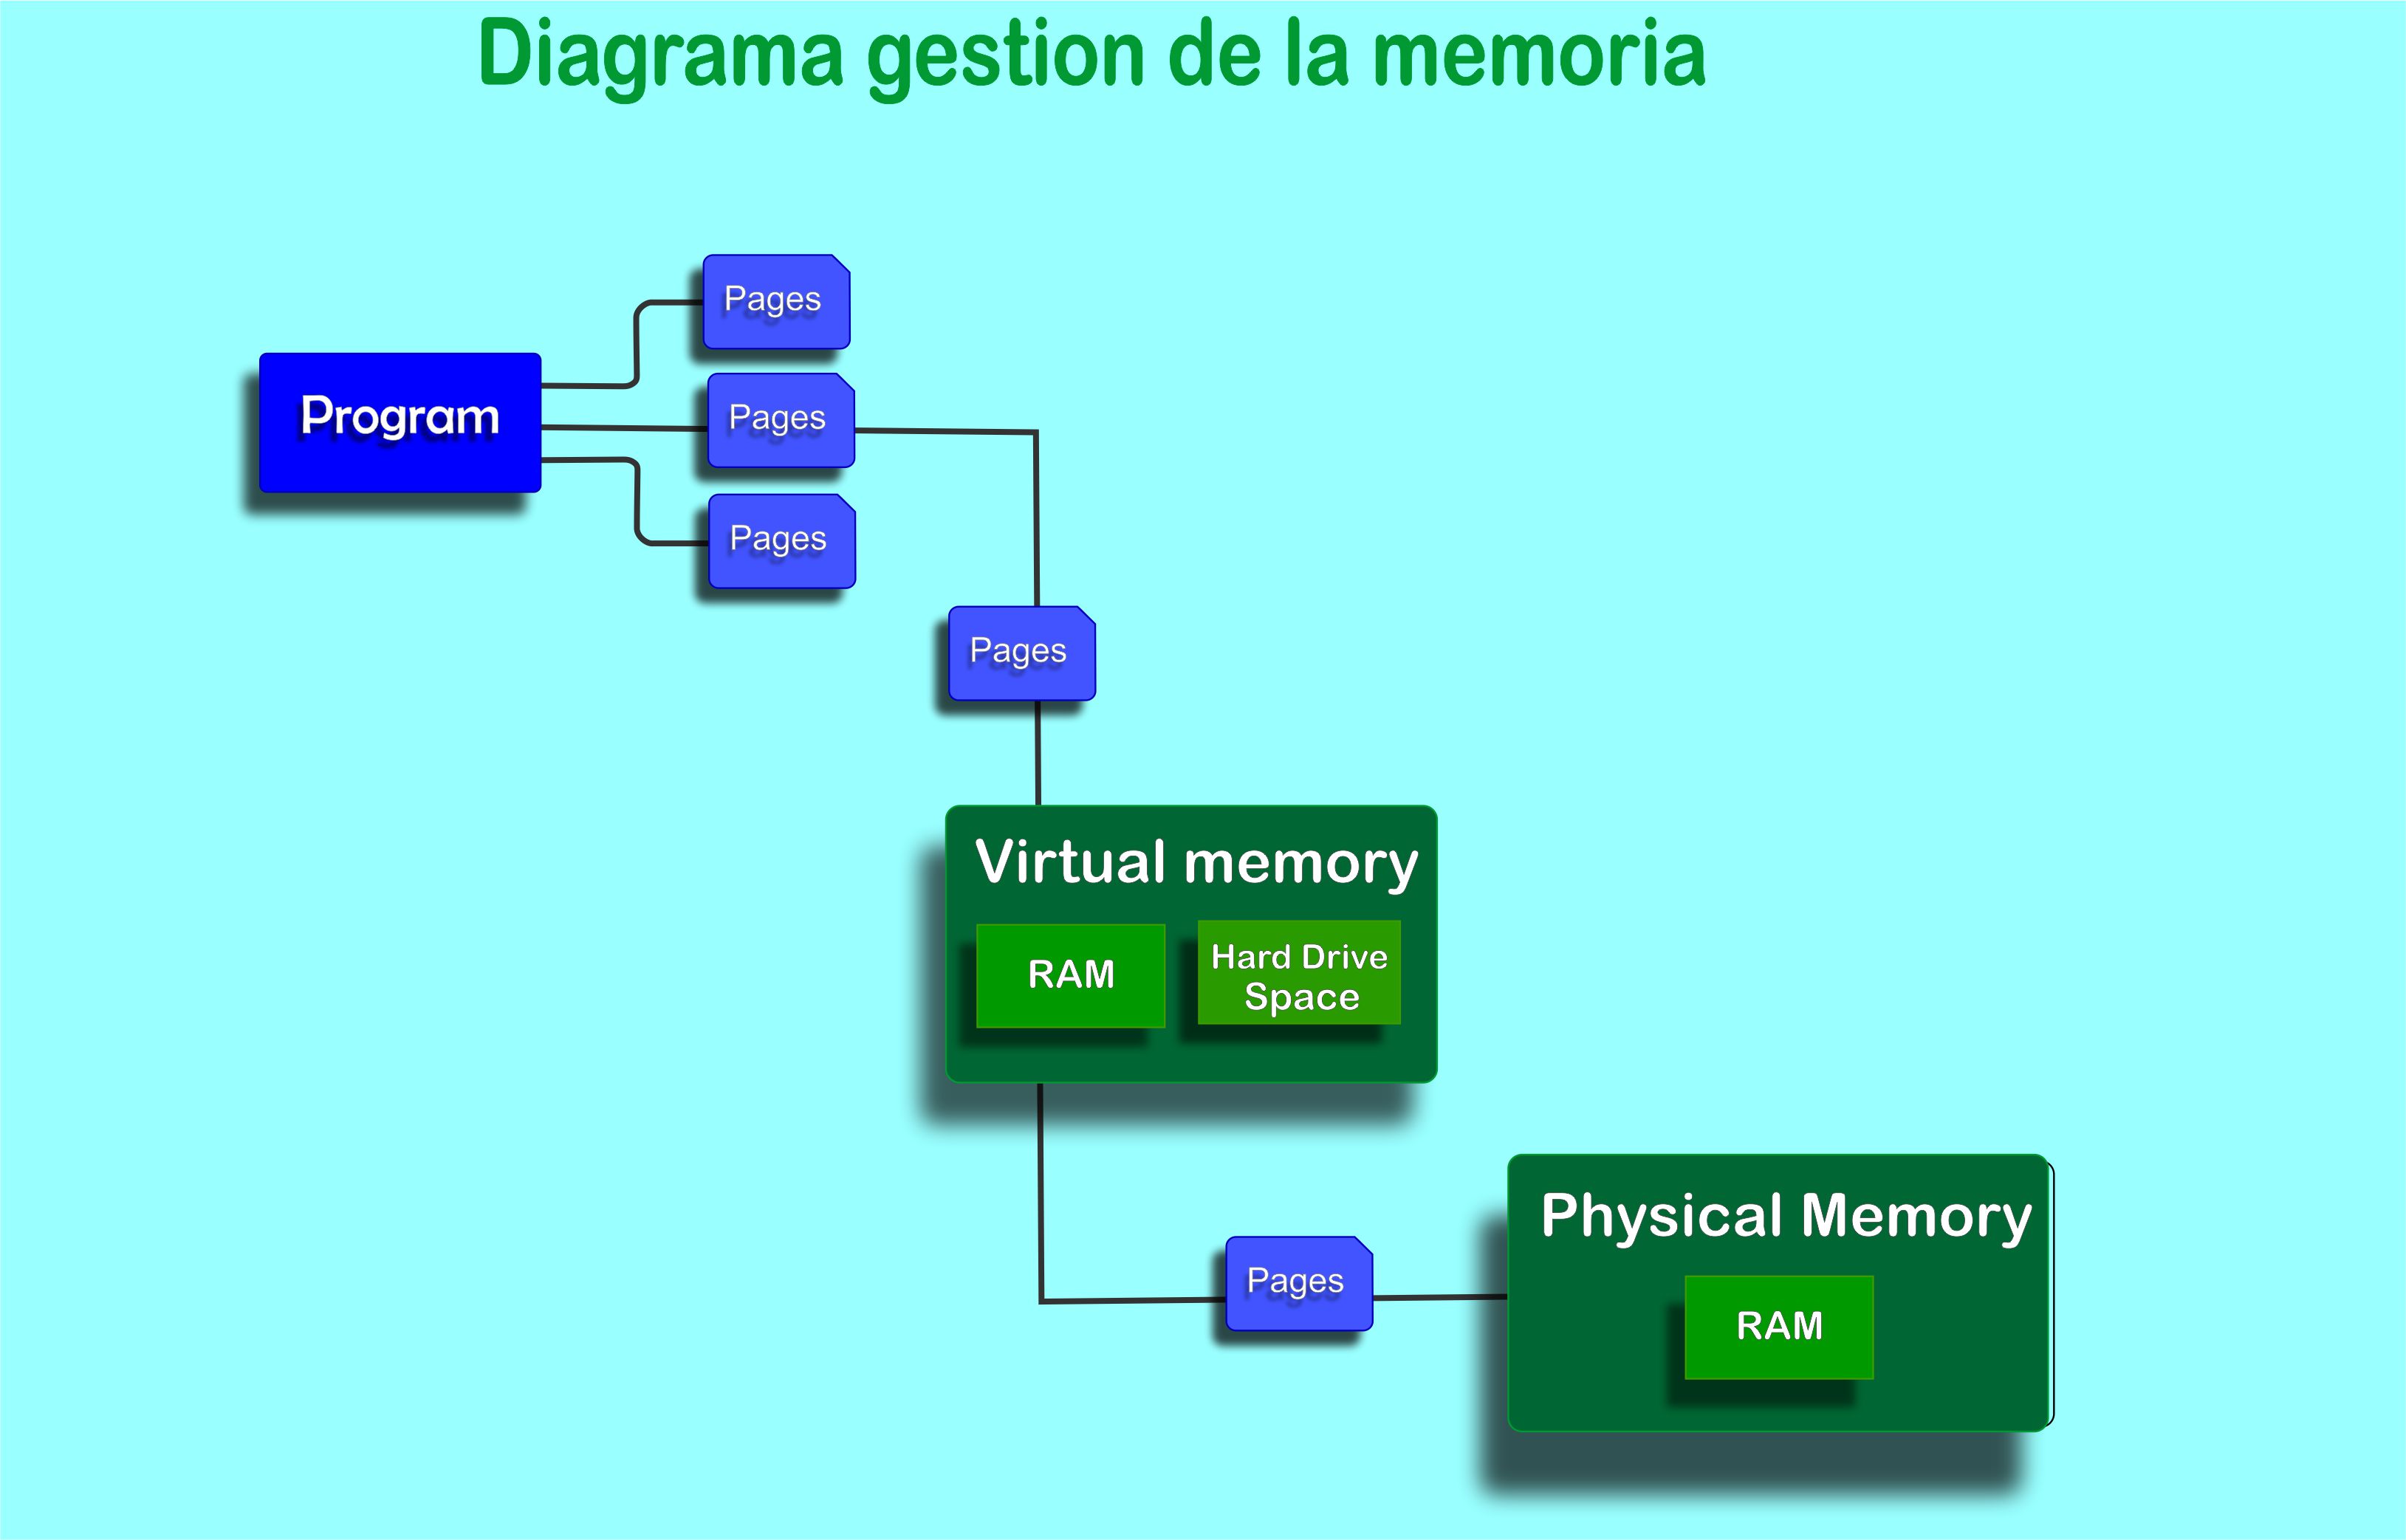 Diagrama gestion de la memoria
Pages
Program
Pages
Pages
Pages
Virtual memory
RAM
Hard Drive
Space
Physical Memory
Pages
RAM